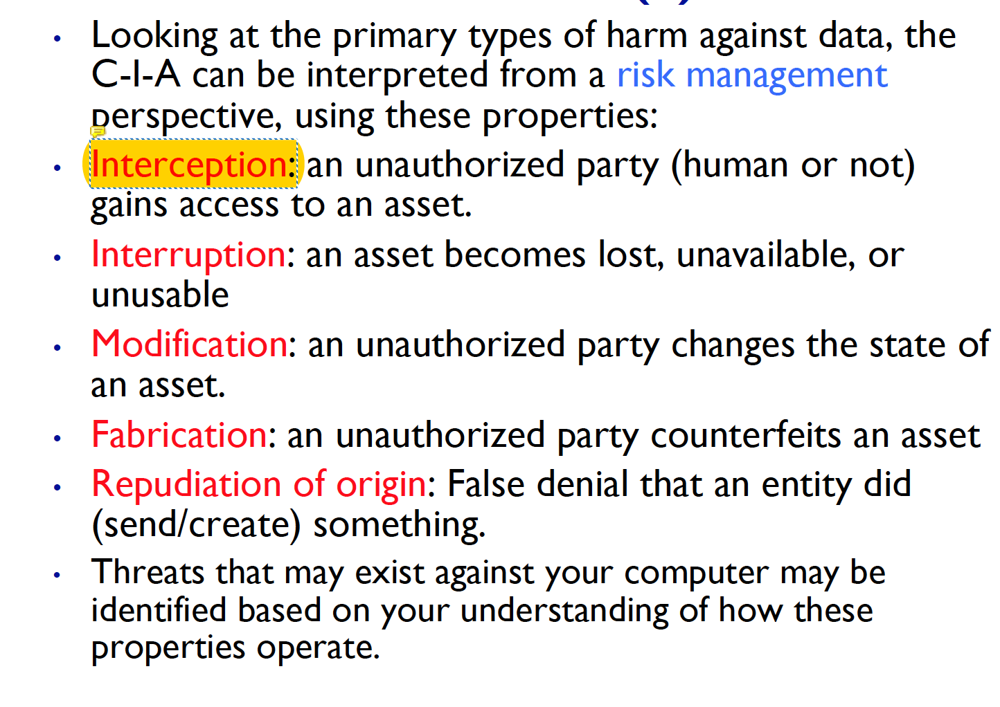 • Looking at the primary types of harm against data, the
C-I-A can be interpreted from a risk management
perspective, using these properties:
• Interception: an unauthorized party (human or not)
gains access to an asset.
• Interruption: an asset becomes lost, unavailable, or
unusable
• Modification: an unauthorized party changes the state of
an asset.
• Fabrication: an unauthorized party counterfeits an asset
• Repudiation of origin: False denial that an entity did
(send/create) something.
• Threats that may exist against your computer may be
identified based on your understanding of how these
properties operate.